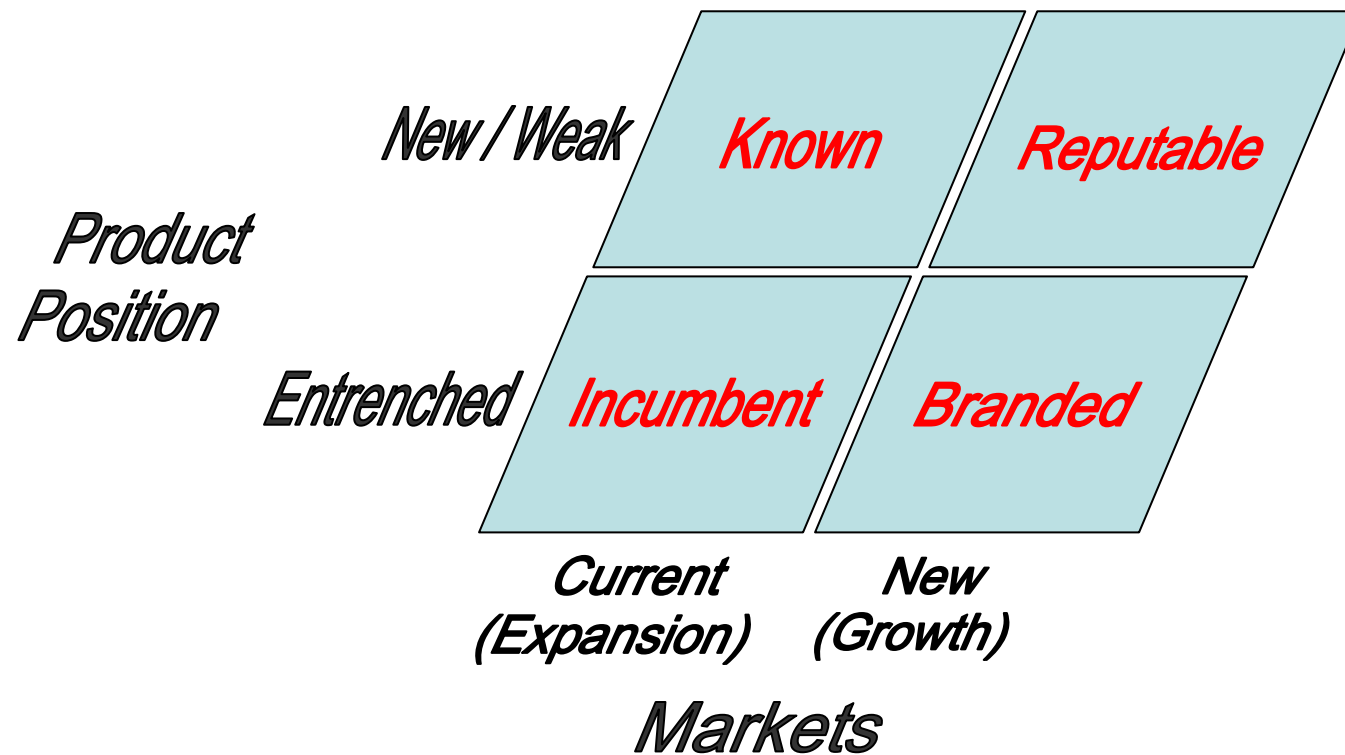 New / Weak
Known
Reputable
Product
Position
Entrenched
Incumbent
Branded
Current
(Expansion)
New
(Growth)
Markets